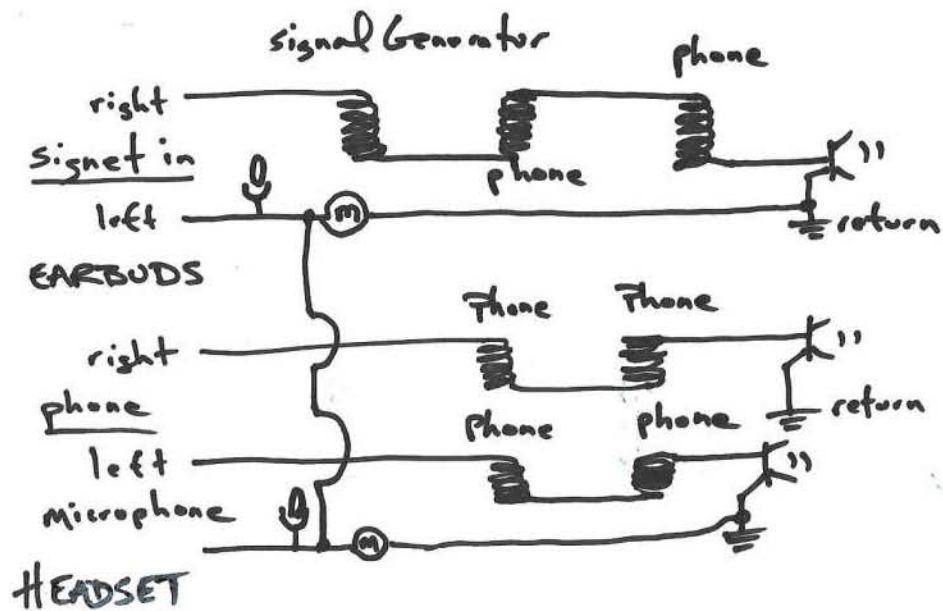 signal Generator
phone
right
signet in
phone
left
m
return
EARBUDS
Phone Phone
right
phone
return
phone phone
left
microphone
m
HEADSET